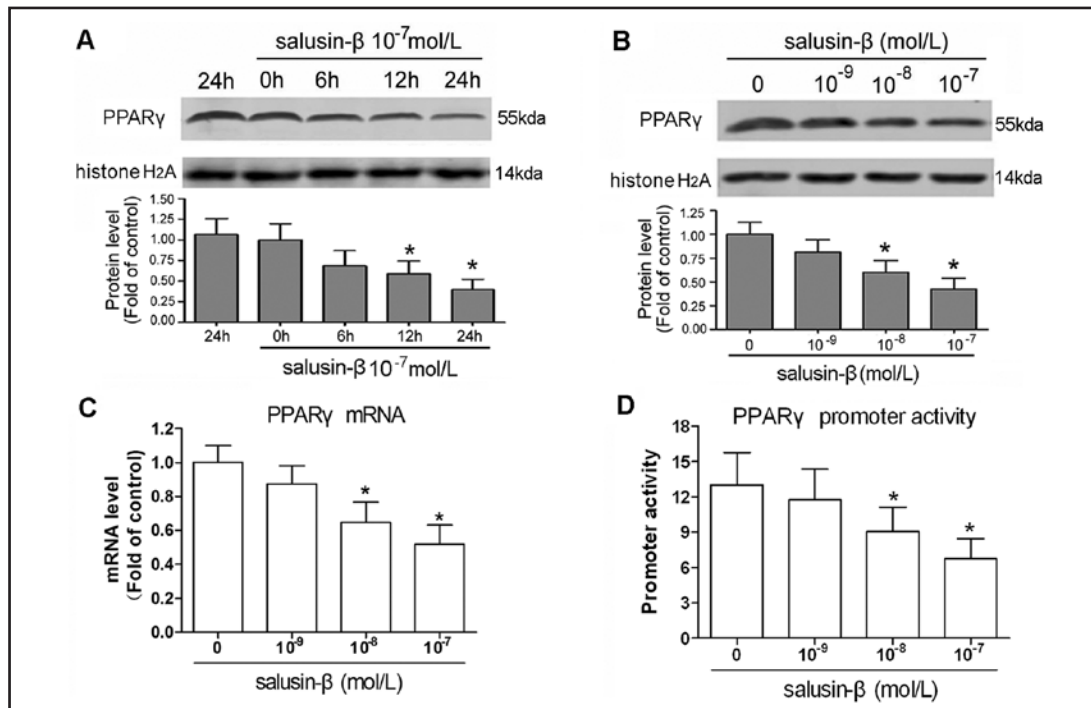 A
salusin-β 10⁻⁷mol/L
24h 0h 6h 12h 24h
PPARγ
55kda
histone H2A
14kda
Protein level
(Fold of control)
1.50
1.25
1.00
0.75
0.50
0.25
0.00
* *
24h 0h 6h 12h 24h
salusin-β 10⁻⁷mol/L
B
salusin-β (mol/L)
0 10⁻⁹ 10⁻⁸ 10⁻⁷
PPARγ
55kda
histone H2A
14kda
Protein level
(Fold of control)
1.25
1.00
0.75
0.50
0.25
0.00
* *
0 10⁻⁹ 10⁻⁸ 10⁻⁷
salusin-β(mol/L)
C
PPARγ mRNA
mRNA level
(Fold of control)
1.2
1.0
0.8
0.6
0.4
0.0
* *
0 10⁻⁹ 10⁻⁸ 10⁻⁷
salusin-β (mol/L)
D
PPARγ promoter activity
Promoter activity
15
12
9
6
3
0
* *
0 10⁻⁹ 10⁻⁸ 10⁻⁷
salusin-β (mol/L)